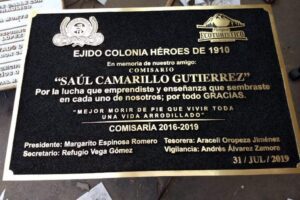 ECOTURISTICO
EJIDO COLONIA HÉROES DE 1910
En memoria de nuestro amigo:
COMISARIO
"SAÚL CAMARILLO GUTIERREZ"
Por la lucha que emprendiste y enseñanza que sembraste
en cada uno de nosotros; por todo GRACIAS.
"MEJOR MORIR DE PIE QUE VIVIR TODA
UNA VIDA ARRODILLADO"
COMISARÍA 2016-2019
Presidente: Margarito Espinosa Romero Tesorera: Araceli Oropeza Jiménez
Secretario: Refugio Vega Gómez Vigilancia: Andrés Álvarez Zamora
31 / JUL / 2019